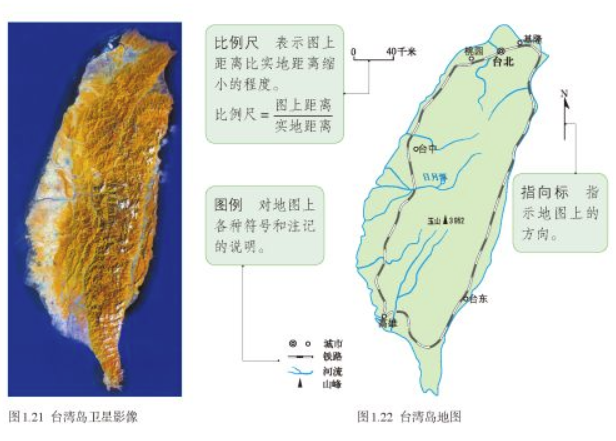 比例尺 表示图上
距离比实地距离缩
小的程度。
比例尺=图上距离/实地距离
0 40千米
基隆
桃园
台北
N
台中
日月潭
指向标 指
示地图上的
方向。
图例 对地图上
各种符号和注记
的说明。
玉山 3952
台东
高雄
城市
铁路
河流
山峰
图1.21 台湾岛卫星影像
图1.22 台湾岛地图